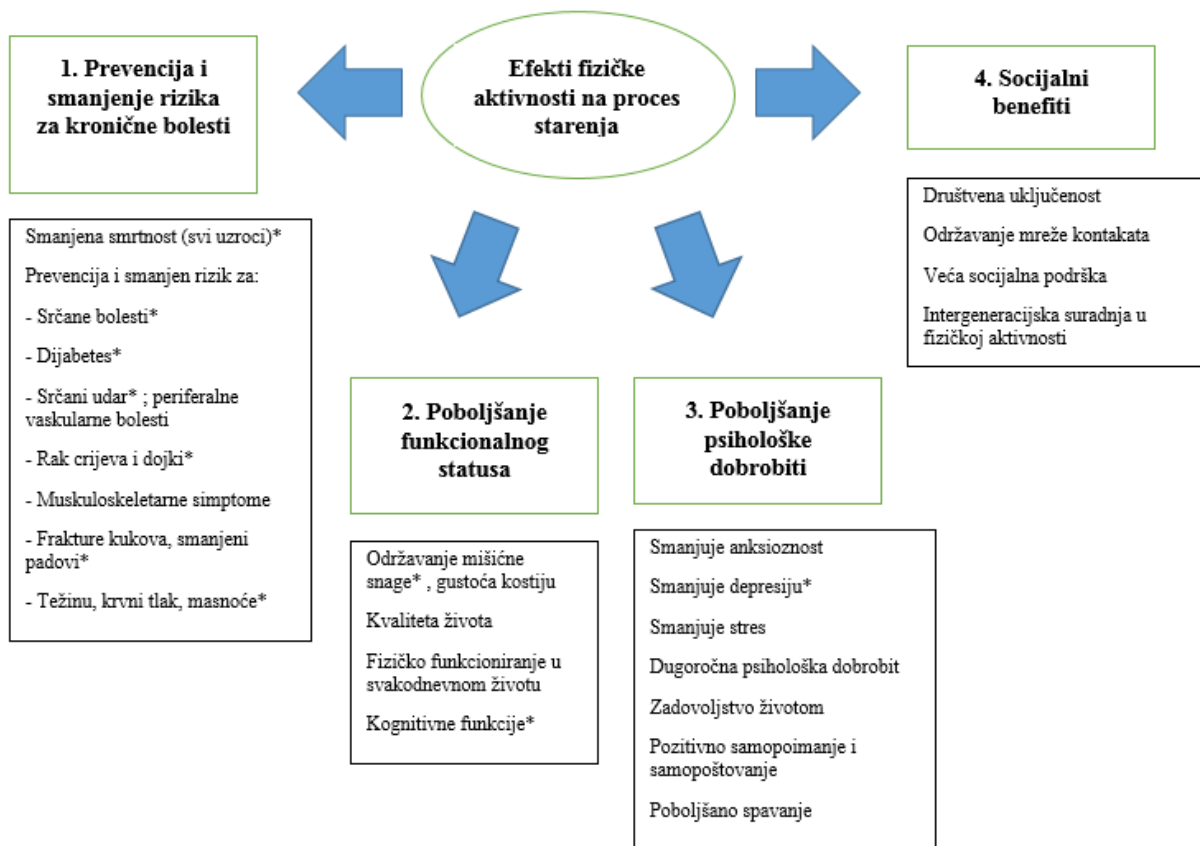 Efekti fizičke
aktivnosti na proces
starenja
1. Prevencija i
smanjenje rizika
za kronične bolesti
Smanjena smrtnost (svi uzroci)*
Prevencija i smanjen rizik za:
- Srčane bolesti*
- Dijabetes*
- Srčani udar* ; periferalne
vaskularne bolesti
- Rak crijeva i dojki*
- Muskuloskeletarne simptome
- Frakture kukova, smanjeni
padovi*
- Težinu, krvni tlak, masnoće*
2. Poboljšanje
funkcionalnog
statusa
Održavanje mišićne
snage* , gustoća kostiju
Kvaliteta života
Fizičko funkcioniranje u
svakodnevnom životu
Kognitivne funkcije*
3. Poboljšanje
psihološke
dobrobiti
Smanjuje anksioznost
Smanjuje depresiju*
Smanjuje stres
Dugoročna psihološka dobrobit
Zadovoljstvo životom
Pozitivno samopoimanje i
samopoštovanje
Poboljšano spavanje
4. Socijalni
benefiti
Društvena uključenost
Održavanje mreže kontakata
Veća socijalna podrška
Intergeneracijska suradnja u
fizičkoj aktivnosti